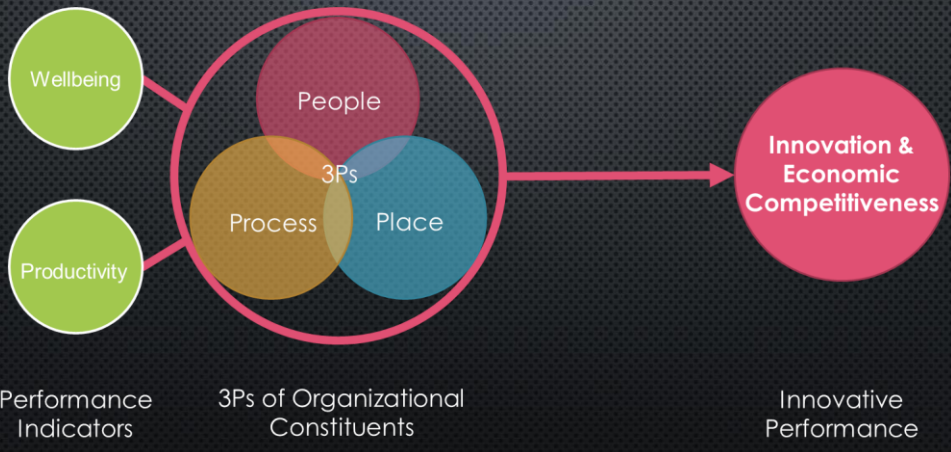 Wellbeing
People
3Ps
Process
Place
Productivity
Innovation &
Economic
Competitiveness
Performance
Indicators
3Ps of Organizational
Constituents
Innovative
Performance